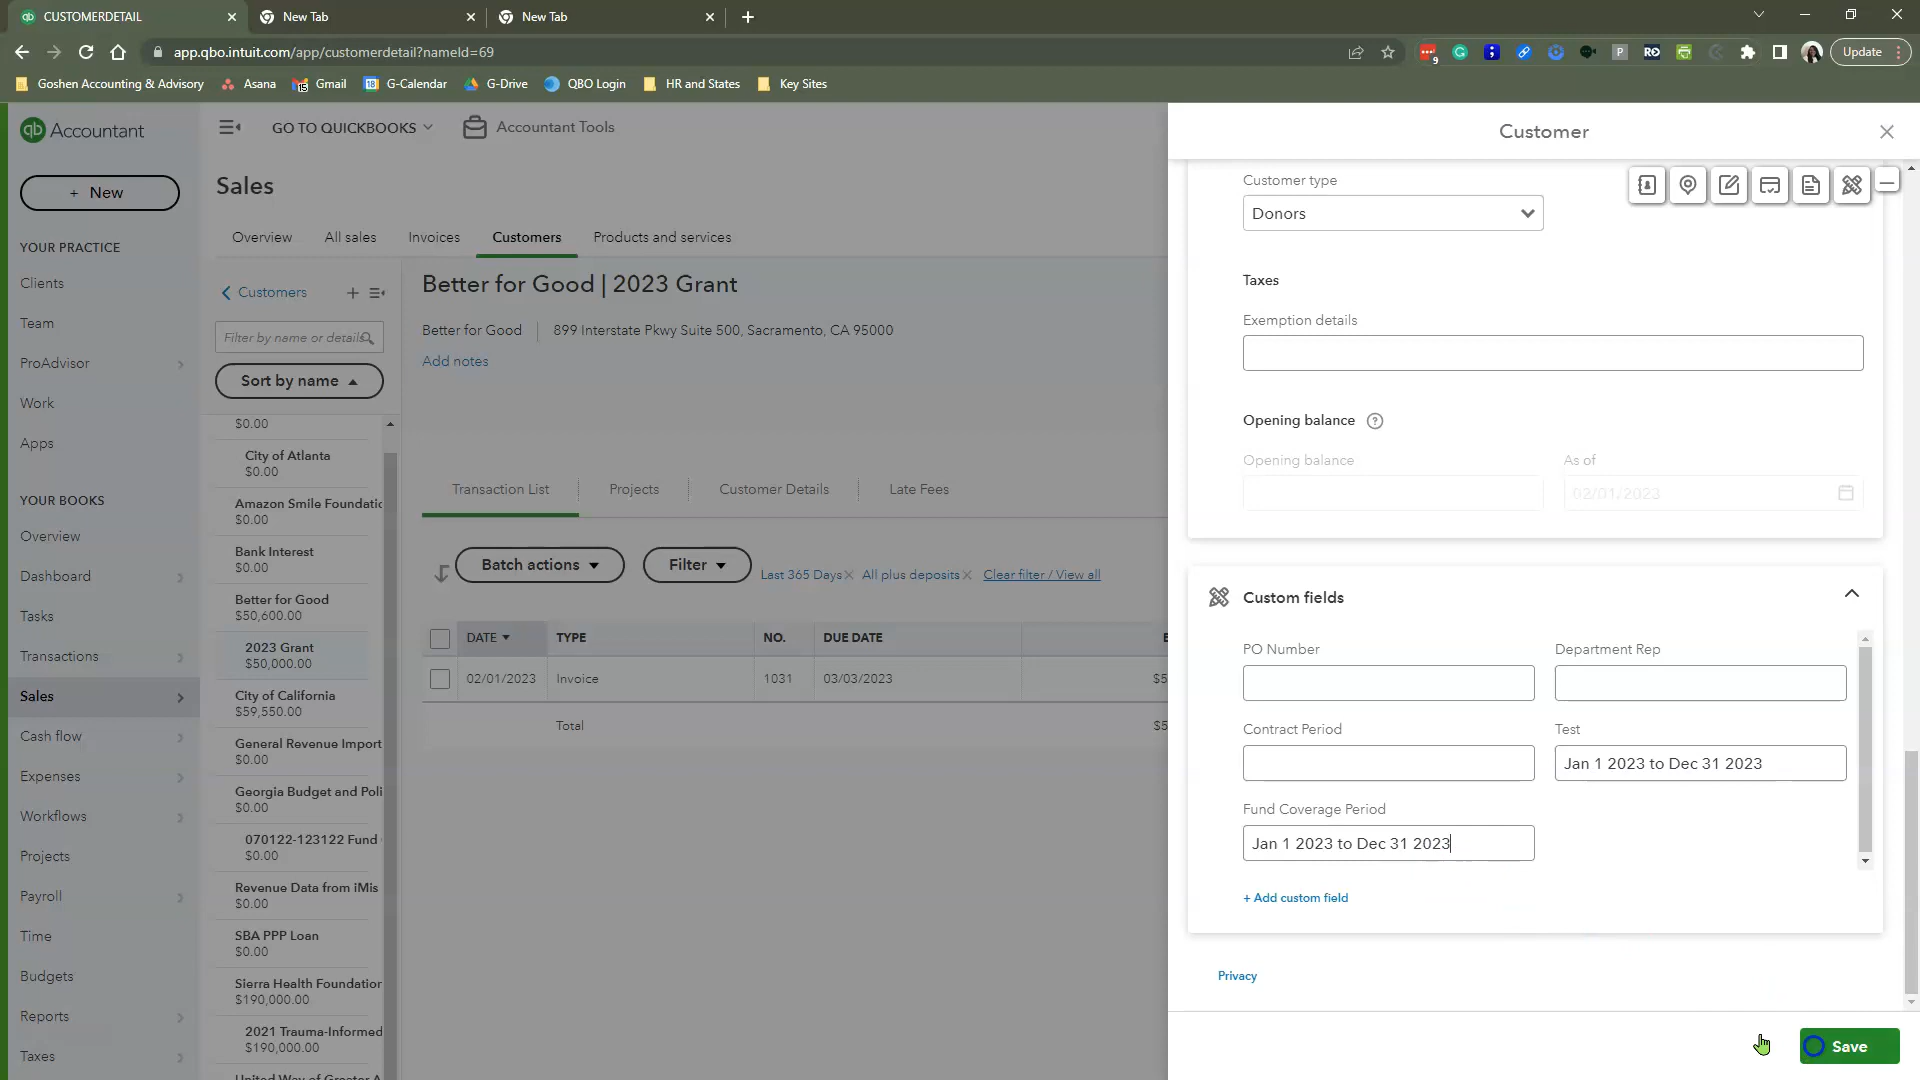 CUSTOMERDETAIL
New Tab
New Tab
app.qbo.intuit.com/app/customerdetail?nameId=69
9
Update
Goshen Accounting & Advisory
Asana
15
Gmail
18
G-Calendar
G-Drive
QBO Login
HR and States
Key Sites
qb Accountant
GO TO QUICKBOOKS
Accountant Tools
+ New
YOUR PRACTICE
Clients
Team
ProAdvisor
Work
Apps
YOUR BOOKS
Overview
Dashboard
Tasks
Transactions
Sales
Cash flow
Expenses
Workflows
Projects
Payroll
Time
Budgets
Reports
Taxes
Sales
Overview
All sales
Invoices
Customers
Products and services
Customers
Filter by name or details
Sort by name
$0.00
City of Atlanta
$0.00
Amazon Smile Foundatic
$0.00
Bank Interest
$0.00
Better for Good
$50,600.00
2023 Grant
$50,000.00
City of California
$59,550.00
General Revenue Import
$0.00
Georgia Budget and Poli
$0.00
070122-123122 Fund
$0.00
Revenue Data from iMis
$0.00
SBA PPP Loan
$0.00
Sierra Health Foundation
$190,000.00
2021 Trauma-Informed
$190,000.00
United Way of Greater A
Better for Good | 2023 Grant
Better for Good
899 Interstate Pkwy Suite 500, Sacramento, CA 95000
Add notes
Transaction List
Projects
Customer Details
Late Fees
Batch actions
Filter
Last 365 Days
All plus deposits
Clear filter / View all
DATE TYPE NO. DUE DATE
02/01/2023 Invoice 1031 03/03/2023 $5
Total $5
Customer
Customer type
Donors
Taxes
Exemption details
Opening balance
Opening balance As of
02/01/2023
Custom fields
PO Number Department Rep
Contract Period Test
Jan 1 2023 to Dec 31 2023
Fund Coverage Period
Jan 1 2023 to Dec 31 2023
+ Add custom field
Privacy
Save